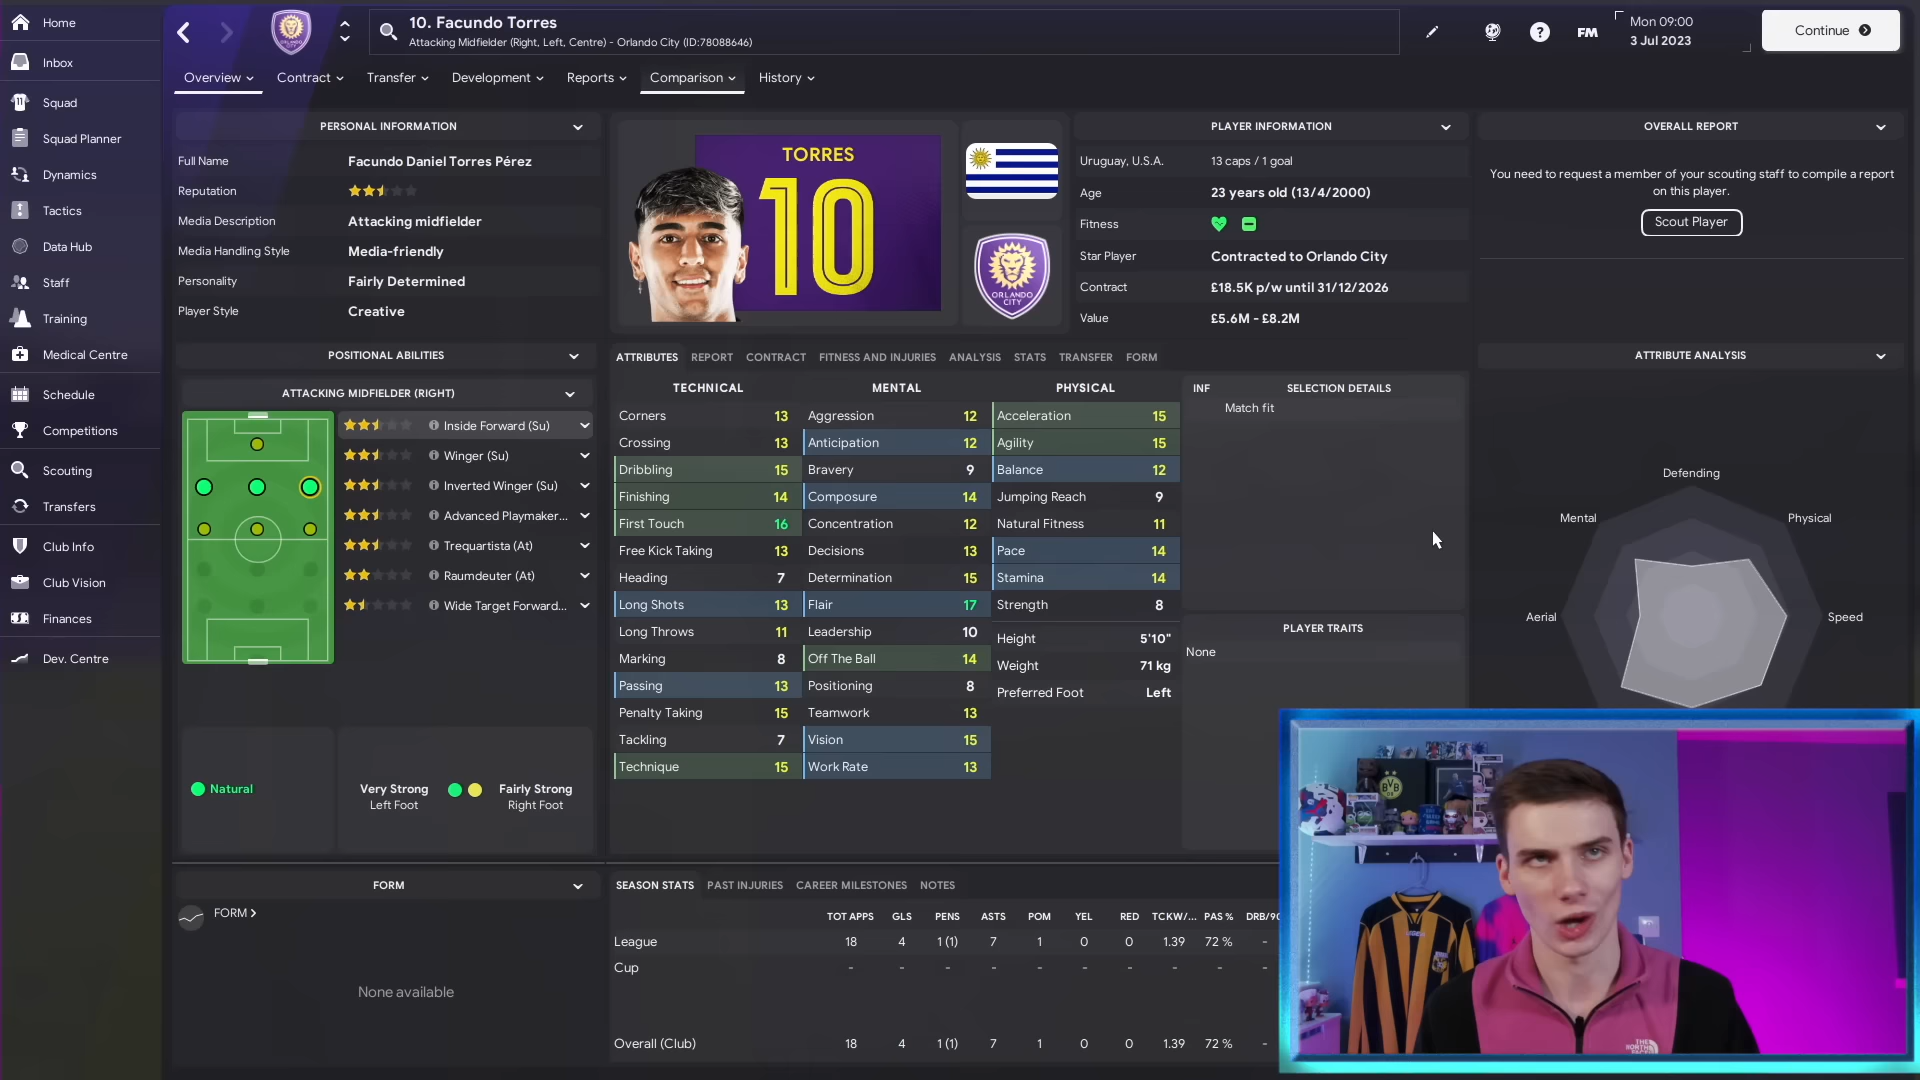 Home
Inbox
Squad
Squad Planner
Dynamics
Tactics
Data Hub
Staff
Training
Medical Centre
Schedule
Competitions
Scouting
Transfers
Club Info
Club Vision
Finances
Dev. Centre
10. Facundo Torres
Attacking Midfielder (Right, Left, Centre) - Orlando City (ID:78088646)
FM
Mon 09:00
3 Jul 2023
Continue
Overview Contract Transfer Development Reports Comparison History
PERSONAL INFORMATION
Full Name Facundo Daniel Torres Pérez
Reputation
Media Description Attacking midfielder
Media Handling Style Media-friendly
Personality Fairly Determined
Player Style Creative
TORRES
10
ORLANDO
CITY
PLAYER INFORMATION
Uruguay, U.S.A. 13 caps / 1 goal
Age 23 years old (13/4/2000)
Fitness
Star Player Contracted to Orlando City
Contract £18.5K p/w until 31/12/2026
Value £5.6M - £8.2M
OVERALL REPORT
You need to request a member of your scouting staff to compile a report
on this player.
Scout Player
POSITIONAL ABILITIES
ATTACKING MIDFIELDER (RIGHT)
Inside Forward (Su)
Winger (Su)
Inverted Winger (Su)
Advanced Playmaker...
Trequartista (At)
Raumdeuter (At)
Wide Target Forward...
Natural
Very Strong
Left Foot
Fairly Strong
Right Foot
ATTRIBUTES REPORT CONTRACT FITNESS AND INJURIES ANALYSIS STATS TRANSFER FORM
TECHNICAL
Corners 13
Crossing 13
Dribbling 15
Finishing 14
First Touch 16
Free Kick Taking 13
Heading 7
Long Shots 13
Long Throws 11
Marking 8
Passing 13
Penalty Taking 15
Tackling 7
Technique 15
MENTAL
Aggression 12
Anticipation 12
Bravery 9
Composure 14
Concentration 12
Decisions 13
Determination 15
Flair 17
Leadership 10
Off The Ball 14
Positioning 8
Teamwork 13
Vision 15
Work Rate 13
PHYSICAL
Acceleration 15
Agility 15
Balance 12
Jumping Reach 9
Natural Fitness 11
Pace 14
Stamina 14
Strength 8
Height 5'10"
Weight 71 kg
Preferred Foot Left
INF SELECTION DETAILS
Match fit
PLAYER TRAITS
None
ATTRIBUTE ANALYSIS
Defending
Mental
Physical
Aerial
Speed
FORM
FORM
None available
SEASON STATS PAST INJURIES CAREER MILESTONES NOTES
TOT APPS GLS PENS ASTS POM YEL RED TCKW/... PAS % DRB/90
League 18 4 1 (1) 7 1 0 0 1.39 72 % -
Cup - - - - - - - - - -
Overall (Club) 18 4 1 (1) 7 1 0 0 1.39 72 % -
BVB
09
THE
NORTH
FACE